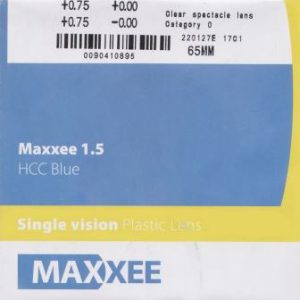 +0.75 +0.00
+0.75 -0.00
0090410895
Clear spectacle lens
Category 0
220127E 1701
65MM
Maxxee 1.5
HCC Blue
Single vision Plastic Lens
MAXXEE